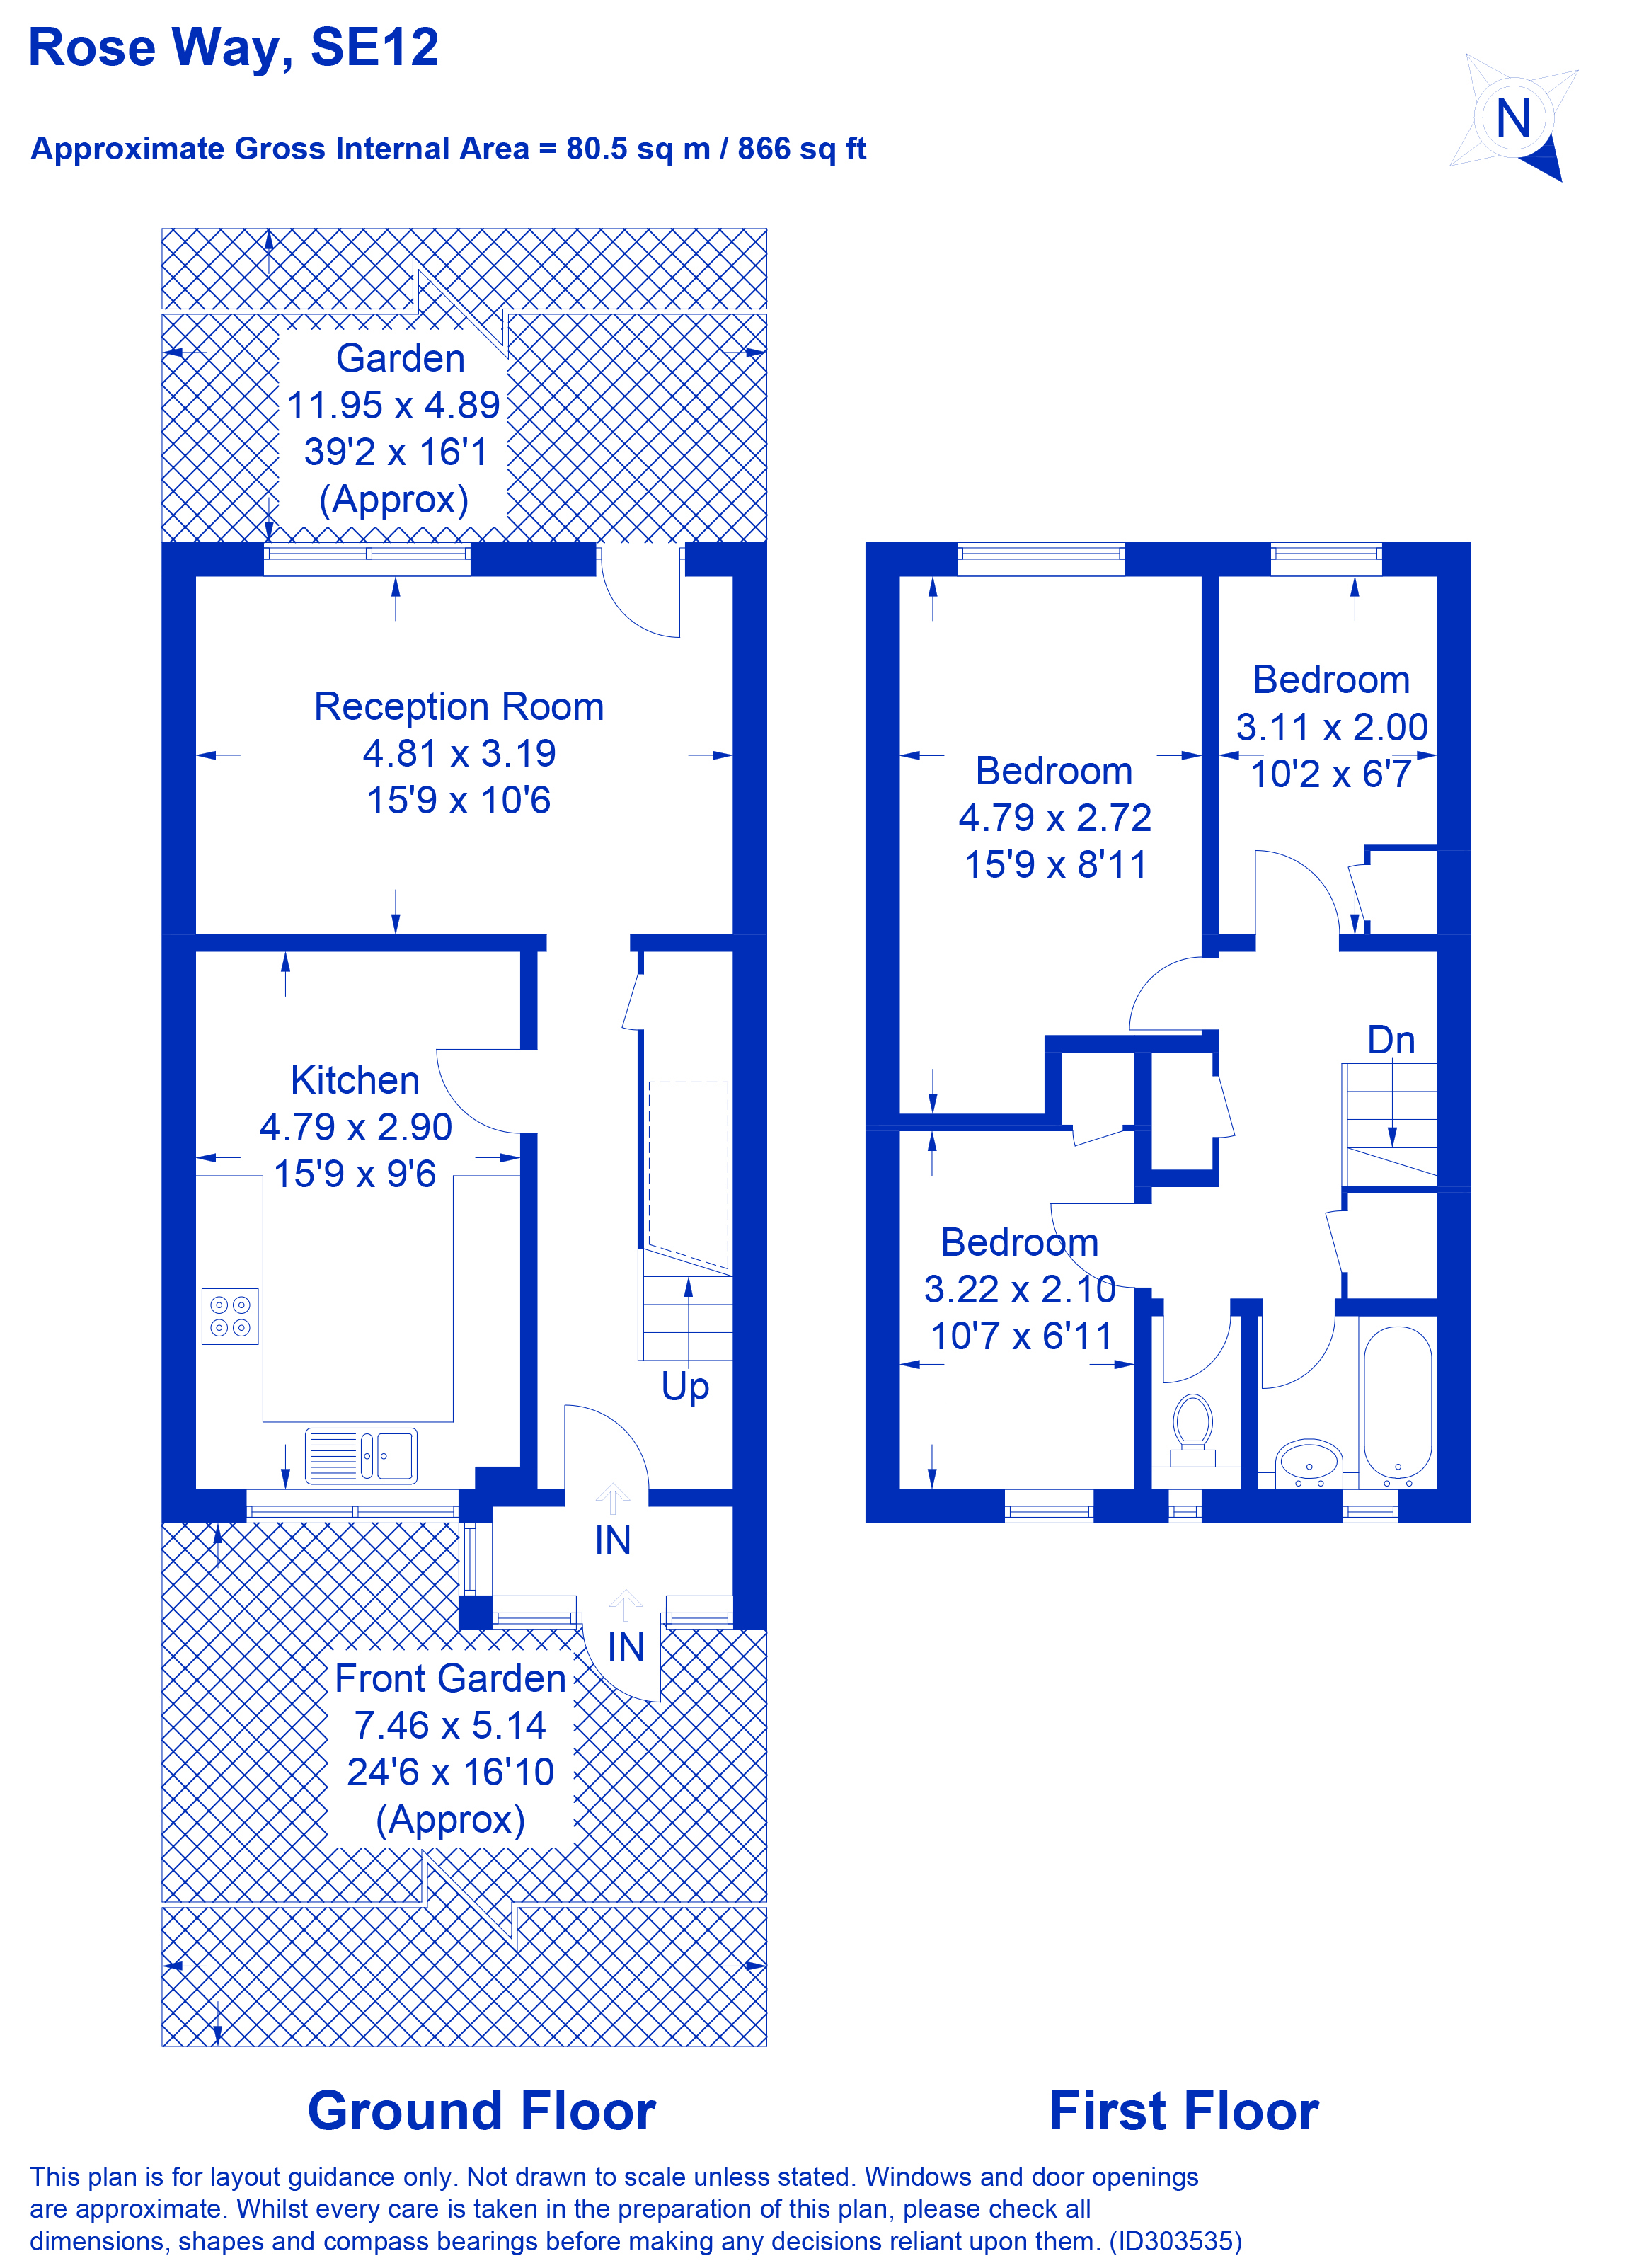 Rose Way, SE12
Approximate Gross Internal Area = 80.5 sq m / 866 sq ft
N
Garden
11.95 x 4.89
39'2 x 16'1
(Approx)
Reception Room
4.81 x 3.19
15'9 x 10'6
Kitchen
4.79 x 2.90
15'9 x 9'6
Up
IN
IN
Front Garden
7.46 x 5.14
24'6 x 16'10
(Approx)
Bedroom
3.11 x 2.00
10'2 x 6'7
Bedroom
4.79 x 2.72
15'9 x 8'11
Dn
Bedroom
3.22 x 2.10
10'7 x 6'11
Ground Floor
First Floor
This plan is for layout guidance only. Not drawn to scale unless stated. Windows and door openings
are approximate. Whilst every care is taken in the preparation of this plan, please check all
dimensions, shapes and compass bearings before making any decisions reliant upon them. (ID303535)